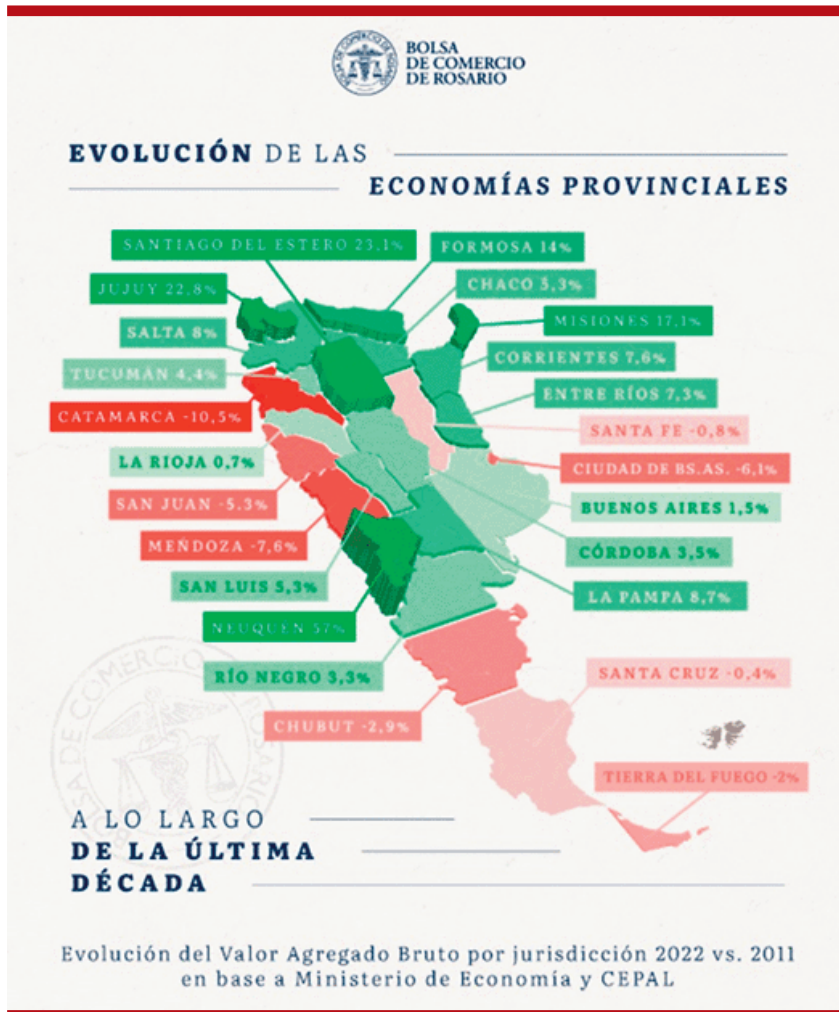 BOLSA
DE COMERCIO
DE ROSARIO
EVOLUCIÓN DE LAS
ECONOMÍAS PROVINCIALES
SANTIAGO DEL ESTERO 23,1%
FORMOSA 14%
JUJUY 22,8%
CHACO 5,3%
SALTA 8%
MISIONES 17,1%
TUCUMÁN 4,4%
CORRIENTES 7,6%
CATAMARCA -10,5%
ENTRE RÍOS 7,3%
SANTA FE -0,8%
LA RIOJA 0,7%
CIUDAD DE BS.AS. -6,1%
SAN JUAN -5.3%
BUENOS AIRES 1,5%
MENDOZA -7,6%
CÓRDOBA 3,5%
SAN LUIS 5,3%
LA PAMPA 8,7%
NEUQUÉN 57%
RÍO NEGRO 3,3%
SANTA CRUZ -0,4%
CHUBUT -2,9%
TIERRA DEL FUEGO -2%
A LO LARGO
DE LA ÚLTIMA
DÉCADA
Evolución del Valor Agregado Bruto por jurisdicción 2022 vs. 2011
en base a Ministerio de Economía y CEPAL